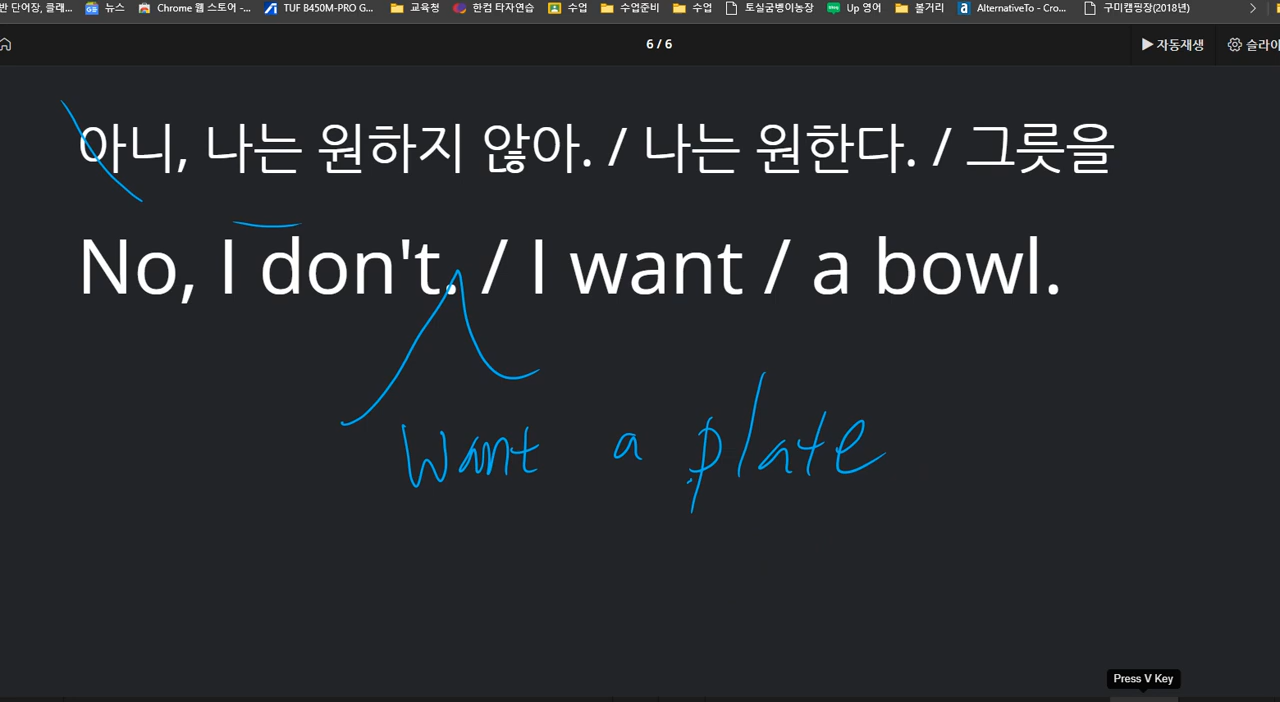 반 단어장, 클래... 뉴스 Chrome 웹 스토어 -... TUF B450M-PRO G... 교육청 한컴 타자연습 수업 수업준비 수업 토실굼벵이농장 Up 영어 볼거리 AlternativeTo - Cro... 구미캠핑장(2018년)
6 / 6 자동재생 슬라이
아니, 나는 원하지 않아. / 나는 원한다. / 그릇을
No, I don't. / I want / a bowl.
want a plate
Press V Key